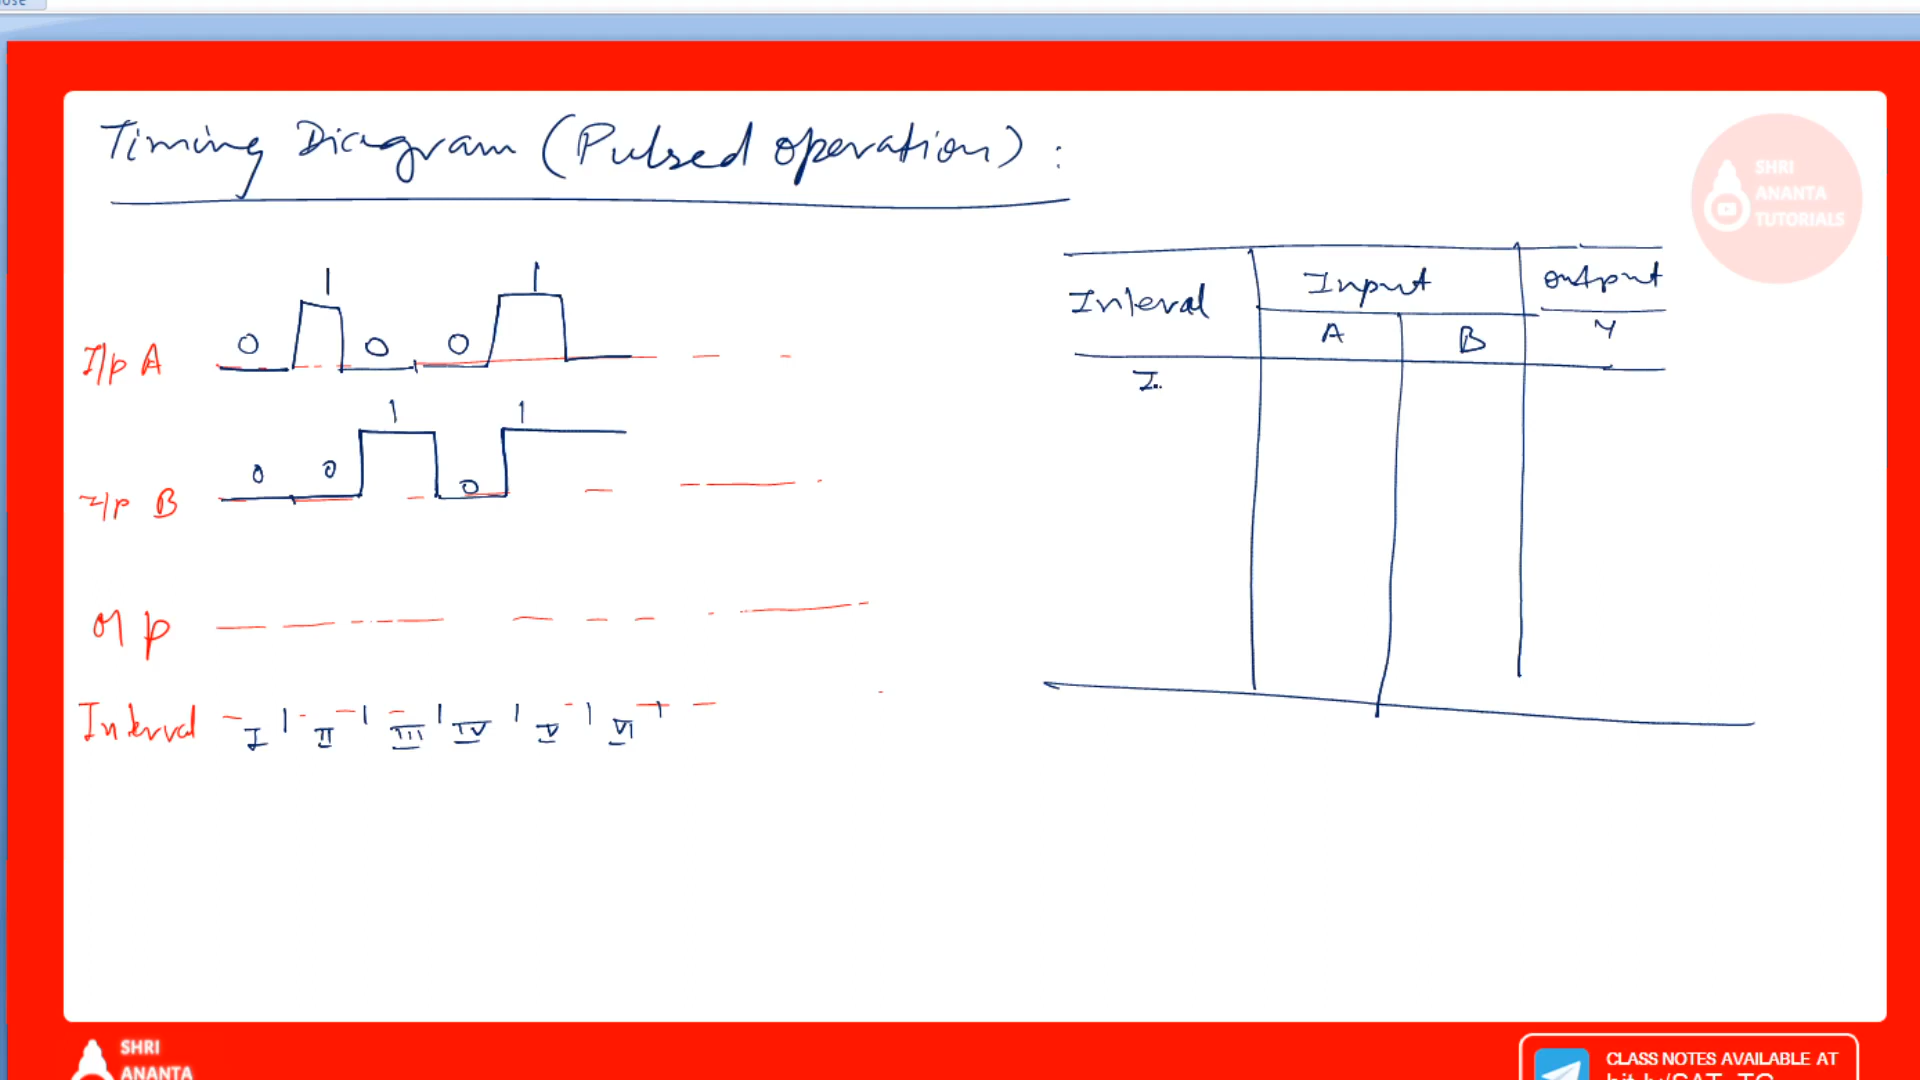 ose
Timing Diagram (Pulsed operation) :
SHRI
ANANTA
TUTORIALS
1 1
0 0 0
I/p A
1 1
0 0 0
I/p B
O/p
Interval I II III IV V VI
Interval Input output
A B Y
I
SHRI
ANANTA
CLASS NOTES AVAILABLE AT